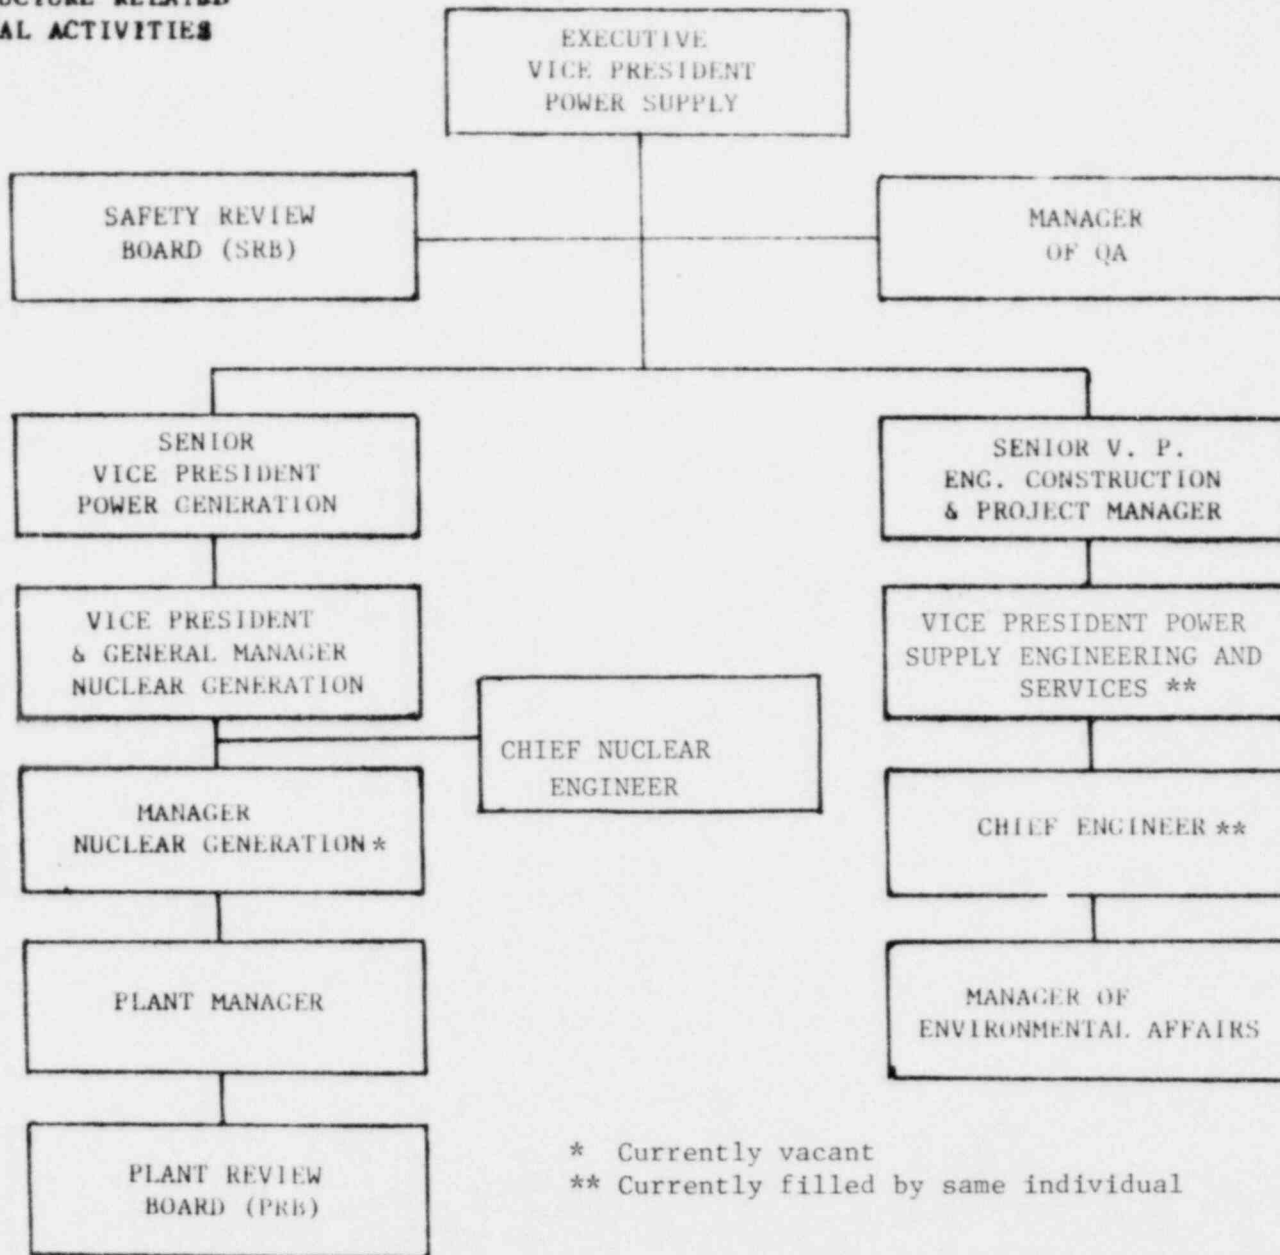 AL ACTIVITIES
EXECUTIVE
VICE PRESIDENT
POWER SUPPLY
SAFETY REVIEW
BOARD (SRB)
MANAGER
OF QA
SENIOR
VICE PRESIDENT
POWER GENERATION
SENIOR V. P.
ENG. CONSTRUCTION
& PROJECT MANAGER
VICE PRESIDENT
& GENERAL MANAGER
NUCLEAR GENERATION
VICE PRESIDENT POWER
SUPPLY ENGINEERING AND
SERVICES **
CHIEF NUCLEAR
ENGINEER
MANAGER
NUCLEAR GENERATION *
CHIEF ENGINEER **
PLANT MANAGER
MANAGER OF
ENVIRONMENTAL AFFAIRS
PLANT REVIEW
BOARD (PRB)
* Currently vacant
** Currently filled by same individual